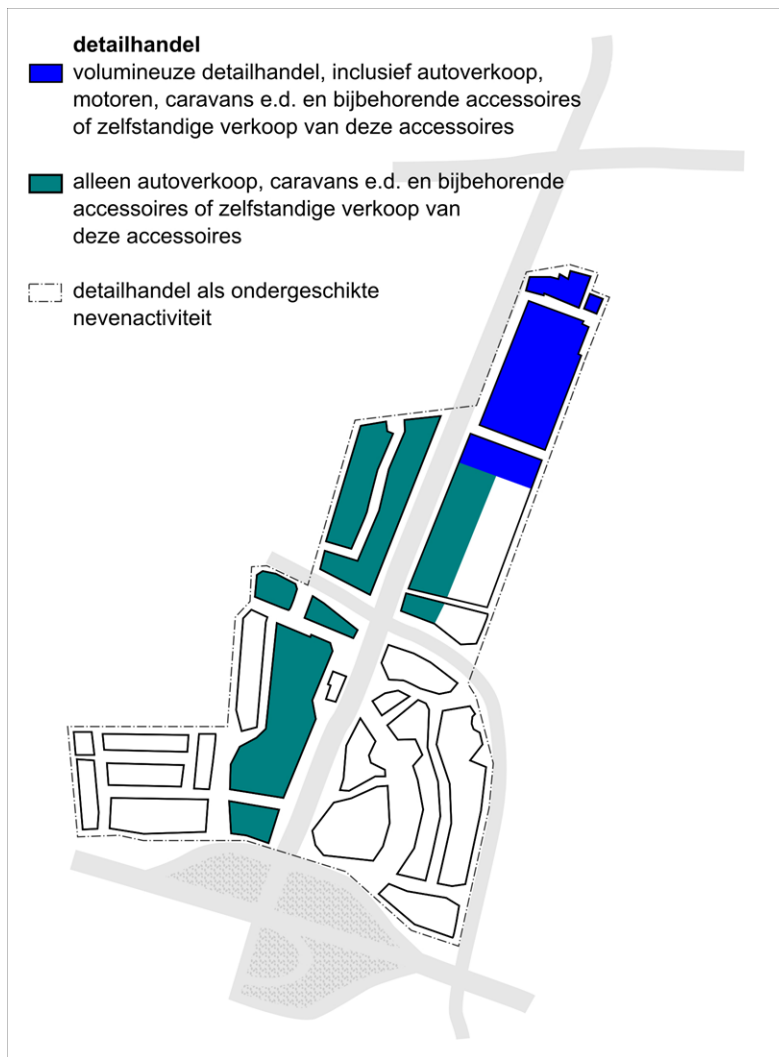 detailhandel
volumineuze detailhandel, inclusief autoverkoop,
motoren, caravans e.d. en bijbehorende accessoires
of zelfstandige verkoop van deze accessoires
alleen autoverkoop, caravans e.d. en bijbehorende
accessoires of zelfstandige verkoop van
deze accessoires
detailhandel als ondergeschikte
nevenactiviteit